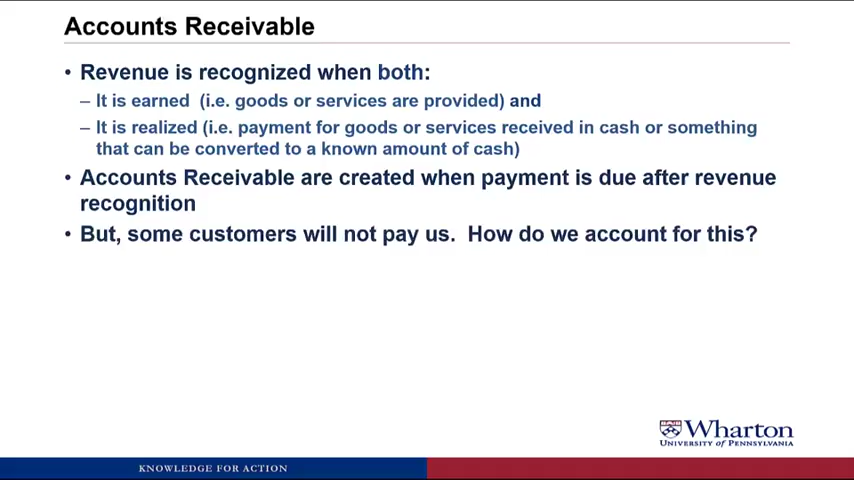 Accounts Receivable
• Revenue is recognized when both:
– It is earned (i.e. goods or services are provided) and
– It is realized (i.e. payment for goods or services received in cash or something
that can be converted to a known amount of cash)
• Accounts Receivable are created when payment is due after revenue
recognition
• But, some customers will not pay us. How do we account for this?
Wharton
University of Pennsylvania
KNOWLEDGE FOR ACTION